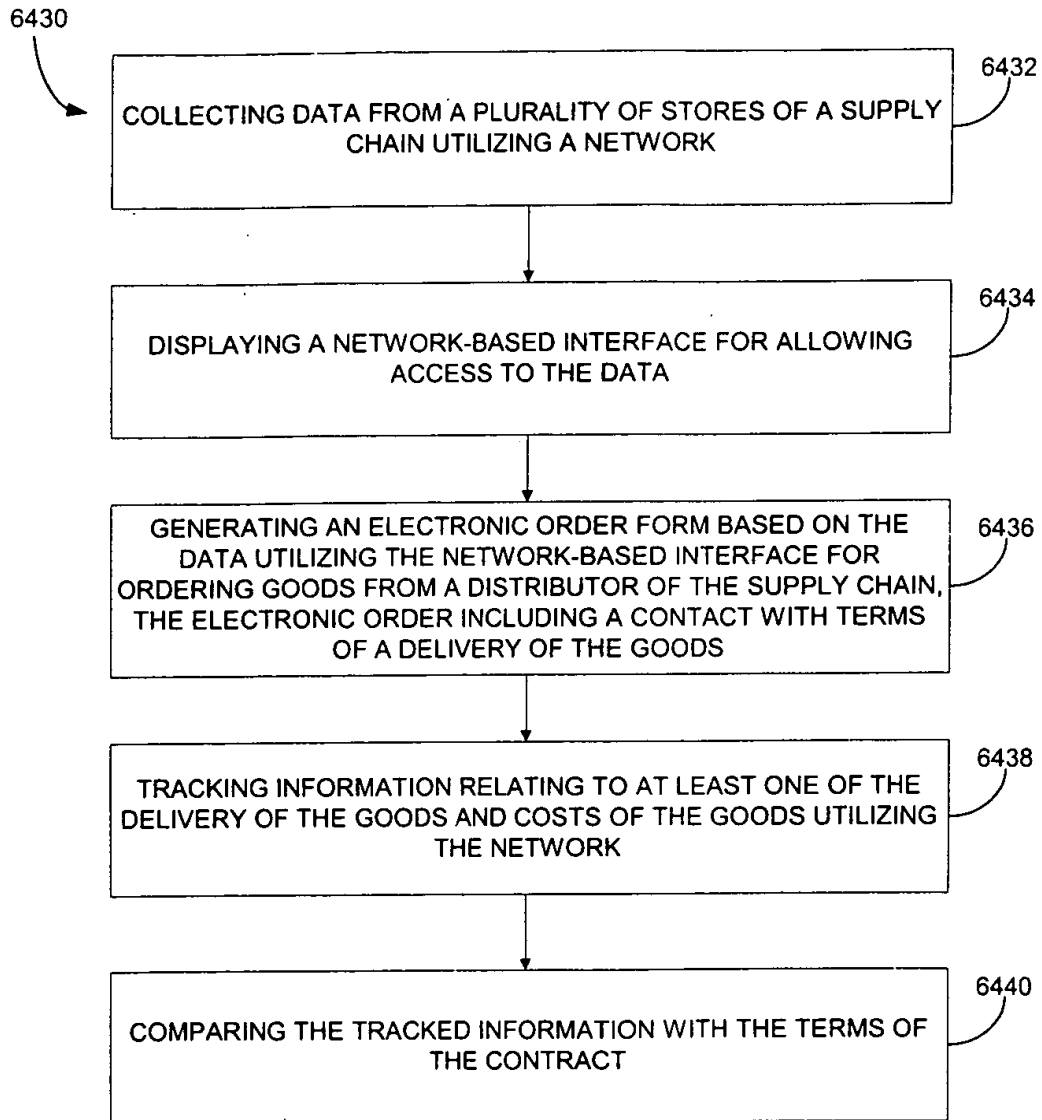 6430
6432
COLLECTING DATA FROM A PLURALITY OF STORES OF A SUPPLY
CHAIN UTILIZING A NETWORK
6434
DISPLAYING A NETWORK-BASED INTERFACE FOR ALLOWING
ACCESS TO THE DATA
6436
GENERATING AN ELECTRONIC ORDER FORM BASED ON THE
DATA UTILIZING THE NETWORK-BASED INTERFACE FOR
ORDERING GOODS FROM A DISTRIBUTOR OF THE SUPPLY CHAIN,
THE ELECTRONIC ORDER INCLUDING A CONTACT WITH TERMS
OF A DELIVERY OF THE GOODS
6438
TRACKING INFORMATION RELATING TO AT LEAST ONE OF THE
DELIVERY OF THE GOODS AND COSTS OF THE GOODS UTILIZING
THE NETWORK
6440
COMPARING THE TRACKED INFORMATION WITH THE TERMS OF
THE CONTRACT